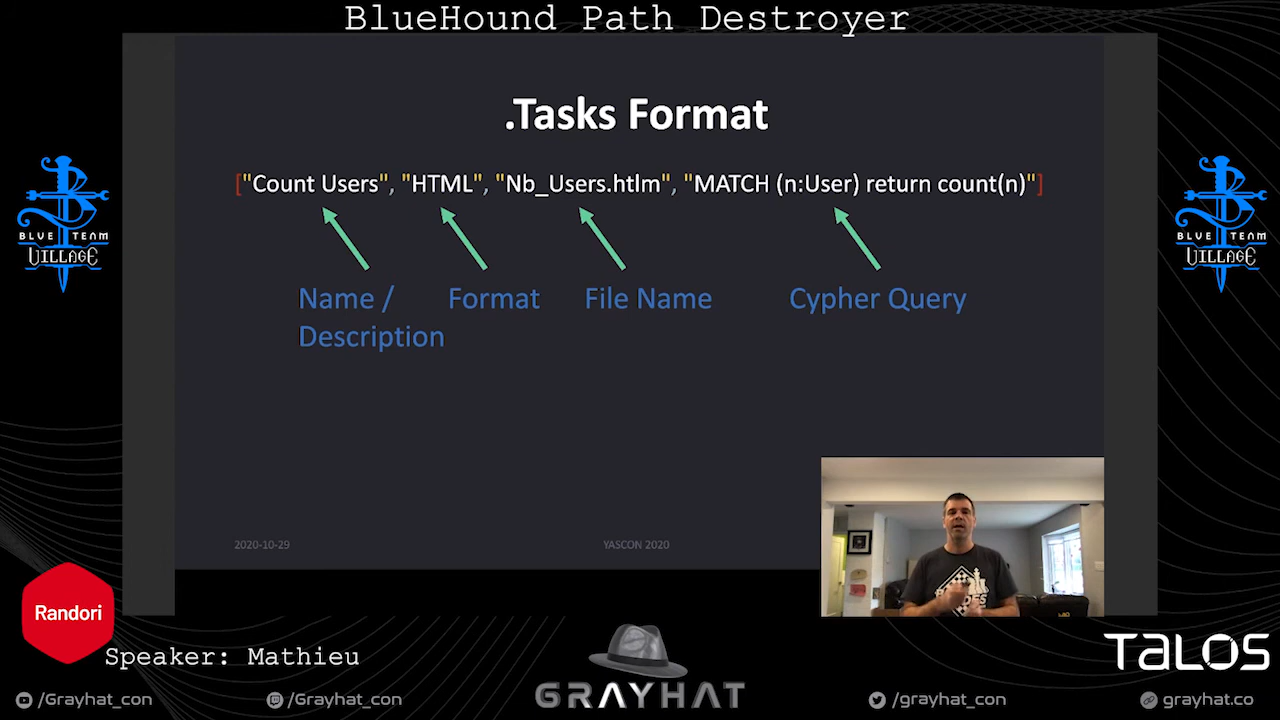 BlueHound Path Destroyer
.Tasks Format
["Count Users", "HTML", "Nb_Users.htlm", "MATCH (n:User) return count(n)"]
Name /
Description
Format
File Name
Cypher Query
BLUE TEAM
VILLAGE
BLUE TEAM
VILLAGE
2020-10-29
YASCON 2020
Randori
Speaker: Mathieu
GRAYHAT
TALOS
/Grayhat_con
/Grayhat_con
/grayhat_con
grayhat.co